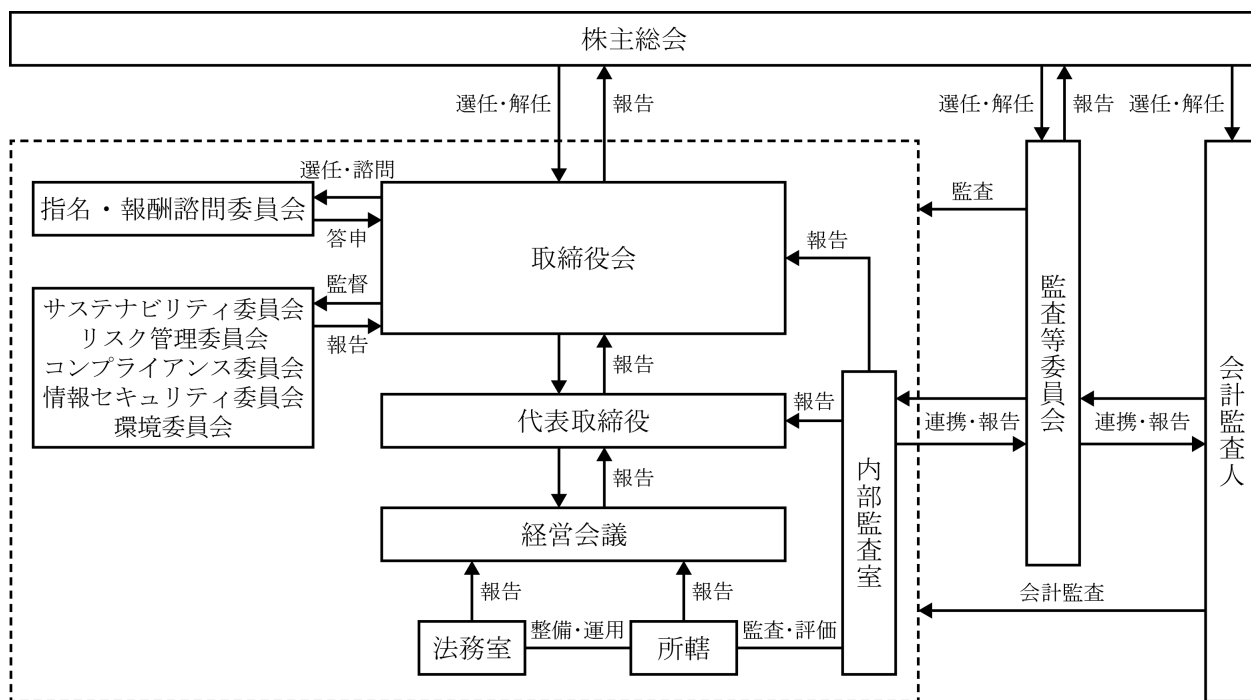 株主総会
選任・解任
報告
選任・解任
報告
選任・解任
選任・諮問
指名・報酬諮問委員会
答申
取締役会
監督
サステナビリティ委員会
リスク管理委員会
コンプライアンス委員会
情報セキュリティ委員会
環境委員会
報告
報告
監査
報告
代表取締役
報告
報告
経営会議
内部監査室
監査等委員会
会計監査人
連携・報告
連携・報告
報告
報告
法務室
整備・運用
所轄
監査・評価
会計監査